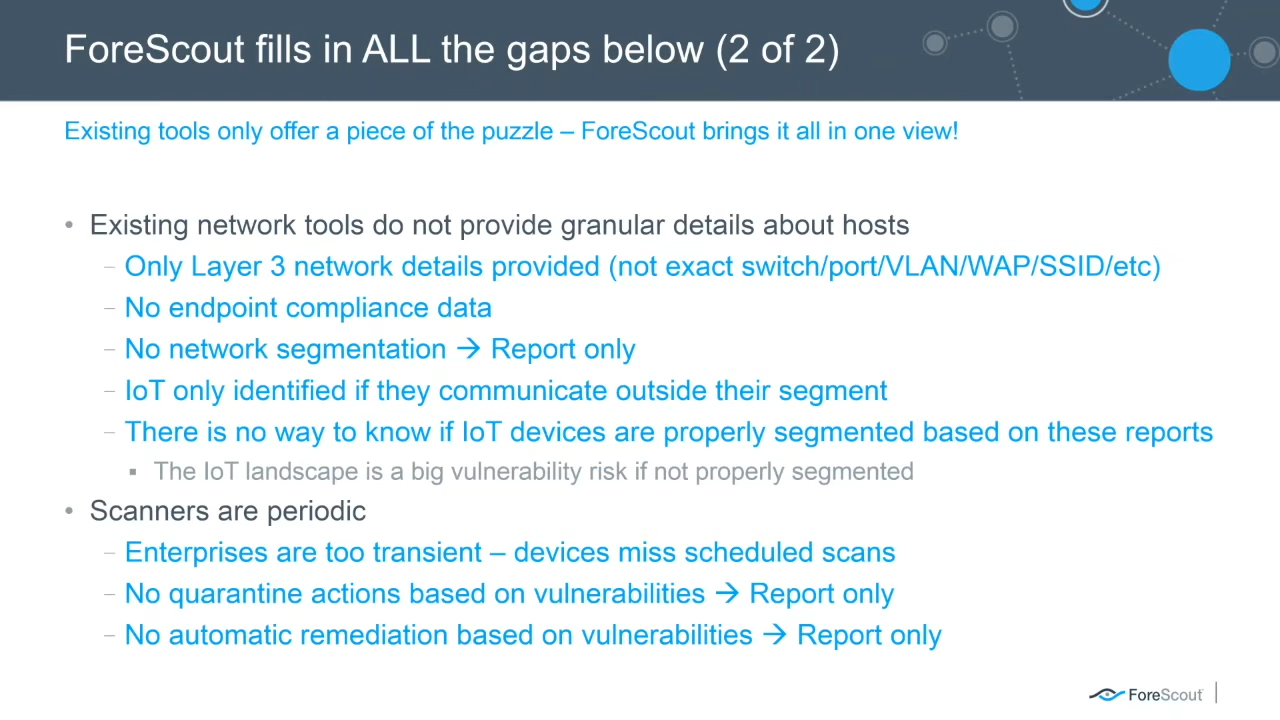 ForeScout fills in ALL the gaps below (2 of 2)
Existing tools only offer a piece of the puzzle – ForeScout brings it all in one view!
• Existing network tools do not provide granular details about hosts
– Only Layer 3 network details provided (not exact switch/port/VLAN/WAP/SSID/etc)
– No endpoint compliance data
– No network segmentation → Report only
– IoT only identified if they communicate outside their segment
– There is no way to know if IoT devices are properly segmented based on these reports
▪ The IoT landscape is a big vulnerability risk if not properly segmented
• Scanners are periodic
– Enterprises are too transient – devices miss scheduled scans
– No quarantine actions based on vulnerabilities → Report only
– No automatic remediation based on vulnerabilities → Report only
ForeScout